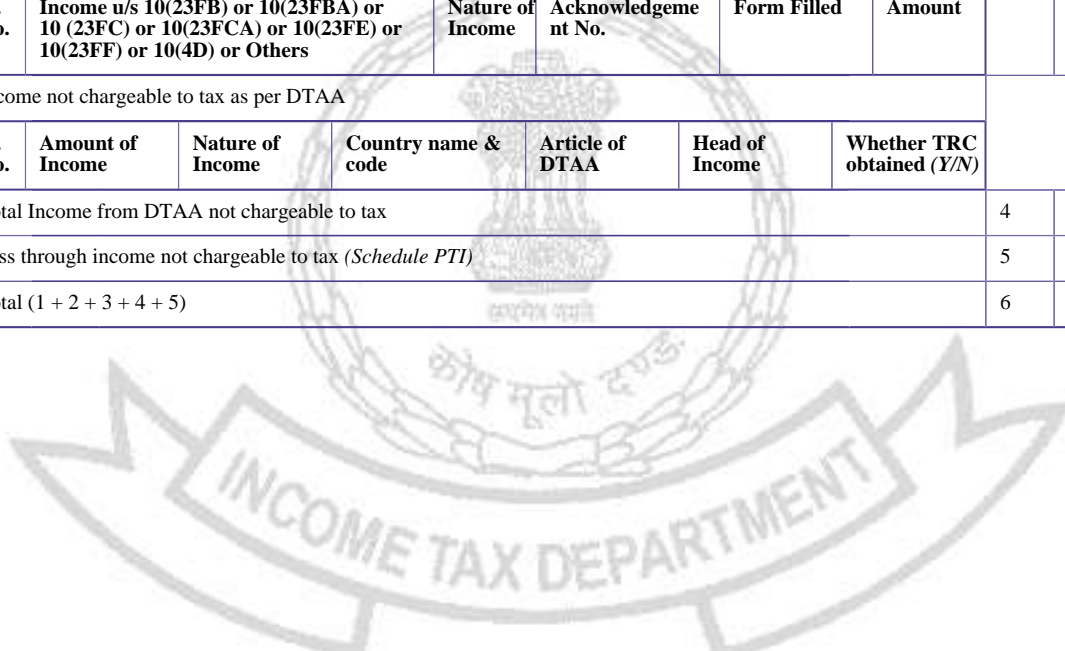 Income u/s 10(23FB) or 10(23FBA) or Nature of Acknowledgeme Form Filled Amount
o. 10 (23FC) or 10(23FCA) or 10(23FE) or Income nt No.
10(23FF) or 10(4D) or Others
come not chargeable to tax as per DTAA
. Amount of Nature of Country name & Article of Head of Whether TRC
o. Income Income code DTAA Income obtained (Y/N)
tal Income from DTAA not chargeable to tax 4
ss through income not chargeable to tax (Schedule PTI) 5
tal (1 + 2 + 3 + 4 + 5) 6
सत्यमेव जयते
कोष मूलो दण्डः
INCOME TAX DEPARTMENT